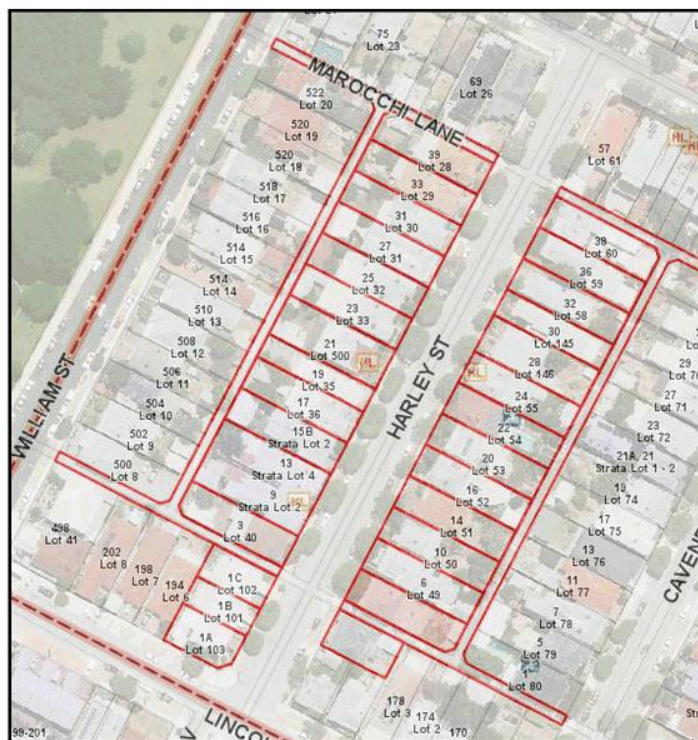 75
Lot 23
MAROCCHI LANE
69
Lot 26
522
Lot 20
520
Lot 19
520
Lot 18
518
Lot 17
516
Lot 16
514
Lot 15
514
Lot 14
510
Lot 13
508
Lot 12
506
Lot 11
504
Lot 10
502
Lot 9
500
Lot 8
WILLIAM ST
39
Lot 28
33
Lot 29
31
Lot 30
27
Lot 31
25
Lot 32
23
Lot 33
21
Lot 500
19
Lot 35
17
Lot 36
15B
Strata Lot 2
13
Strata Lot 4
9
Strata Lot 2
3
Lot 40
1C
Lot 102
1B
Lot 101
1A
Lot 103
498
Lot 41
202
Lot 8
198
Lot 7
194
Lot 6
HARLEY ST
ML
ML
ML
57
Lot 61
38
Lot 60
36
Lot 59
32
Lot 58
30
Lot 145
28
Lot 146
24
Lot 55
22
Lot 54
20
Lot 53
16
Lot 52
14
Lot 51
10
Lot 50
6
Lot 49
29
27
Lot 71
23
Lot 72
21A, 21
Strata Lot 1 - 2
19
Lot 74
17
Lot 75
13
Lot 76
11
Lot 77
7
Lot 78
5
Lot 79
1
Lot 80
178
Lot 3
174
Lot 2
170
99-201